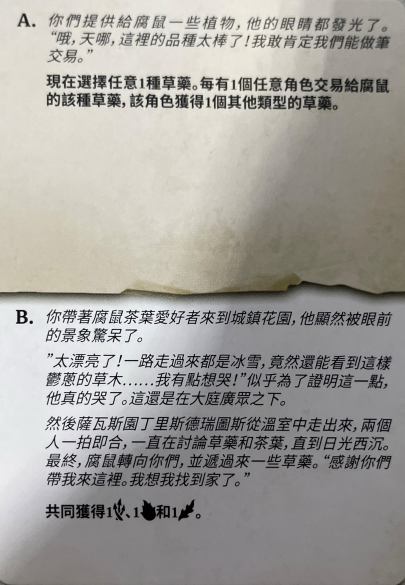 A. 你們提供給腐鼠一些植物,他的眼睛都發光了。
“哦,天哪,這裡的品種太棒了!我敢肯定我們能做筆
交易。”
現在選擇任意1種草藥。每有1個任意角色交易給腐鼠
的該種草藥,該角色獲得1個其他類型的草藥。
B. 你帶著腐鼠茶葉愛好者來到城鎮花園,他顯然被眼前
的景象驚呆了。
”太漂亮了!一路走過來都是冰雪,竟然還能看到這樣
鬱蔥的草木……我有點想哭!”似乎為了證明這一點,
他真的哭了。這還是在大庭廣眾之下。
然後薩瓦斯園丁里斯德瑞圖斯從溫室中走出來,兩個
人一拍即合,一直在討論草藥和茶葉,直到日光西沉。
最終,腐鼠轉向你們,並遞過來一些草藥。“感謝你們
帶我來這裡。我想我找到家了。”
共同獲得1、1和1。